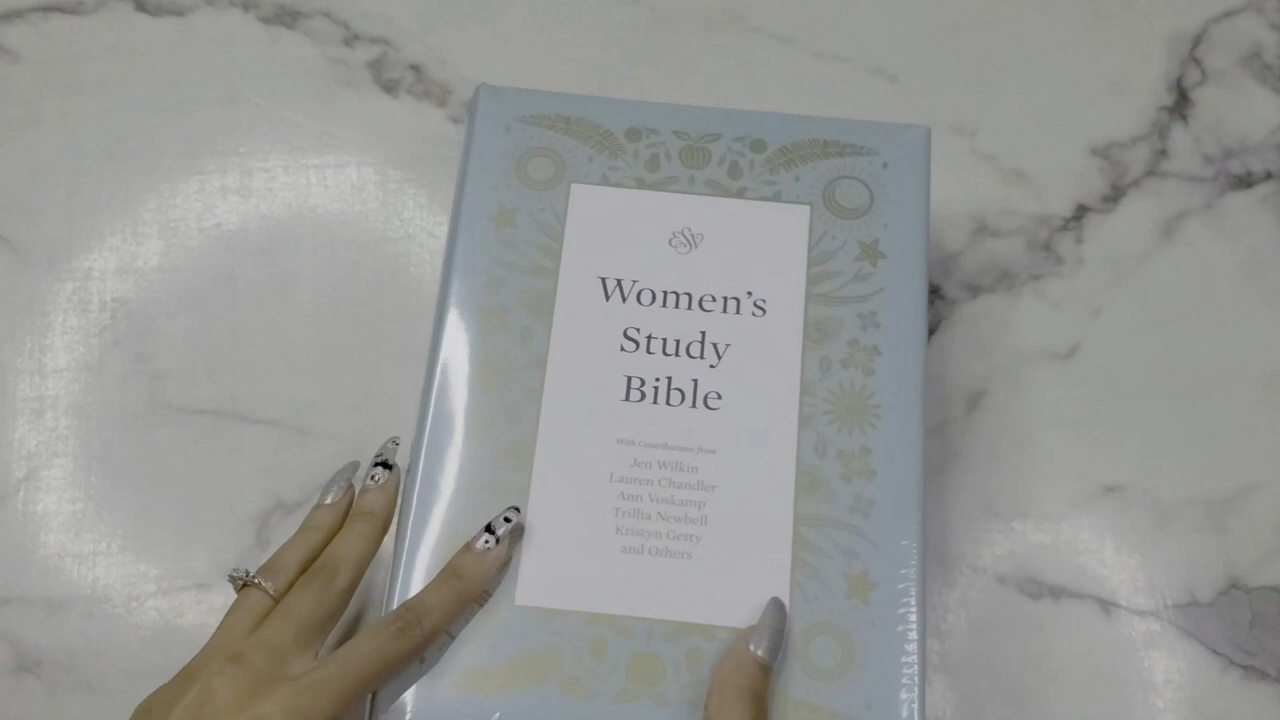 ESV
Women's
Study
Bible
With Contributions from
Jen Wilkin
Lauren Chandler
Ann Voskamp
Trillia Newbell
Kristyn Getty
and Others